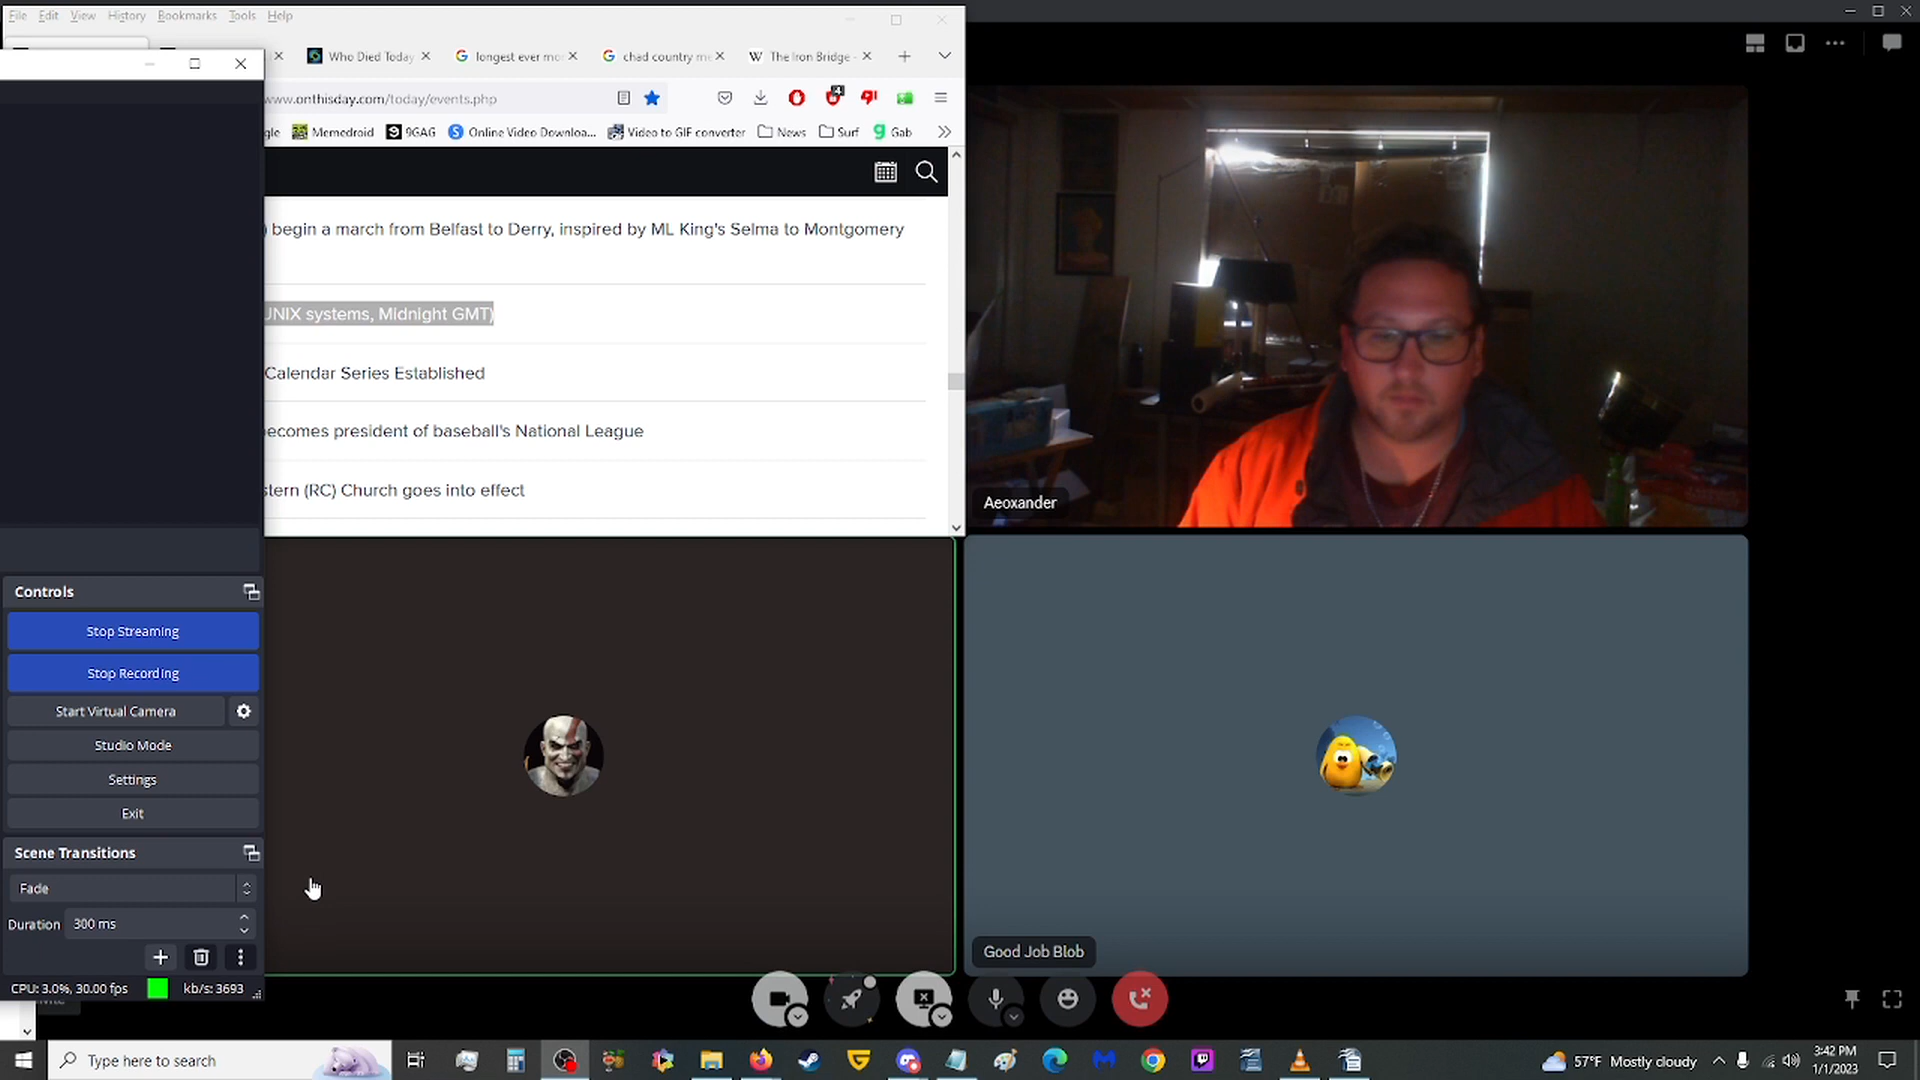 File Edit View History Bookmarks Tools Help
Who Died Today
longest ever mo
chad country me
The Iron Bridge -
www.onthisday.com/today/events.php
gle Memedroid 9GAG Online Video Downloa... Video to GIF converter News Surf Gab
) begin a march from Belfast to Derry, inspired by ML King's Selma to Montgomery
UNIX systems, Midnight GMT)
Calendar Series Established
becomes president of baseball's National League
stern (RC) Church goes into effect
Aeoxander
Controls
Stop Streaming
Stop Recording
Start Virtual Camera
Studio Mode
Settings
Exit
Scene Transitions
Fade
Duration 300 ms
CPU: 3.0%, 30.00 fps kb/s: 3693
Good Job Blob
Type here to search
57°F Mostly cloudy
3:42 PM
1/1/2023